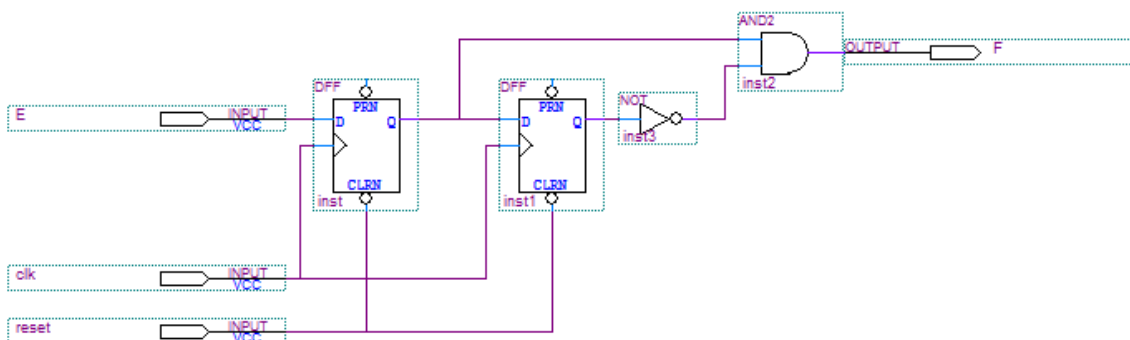 AND2
OUTPUT F
inst2
DFF DFF NOT
PRN PRN
E INPUT D Q D Q
VCC
inst3
CLRN CLRN
inst inst1
clk INPUT
VCC
reset INPUT
VCC